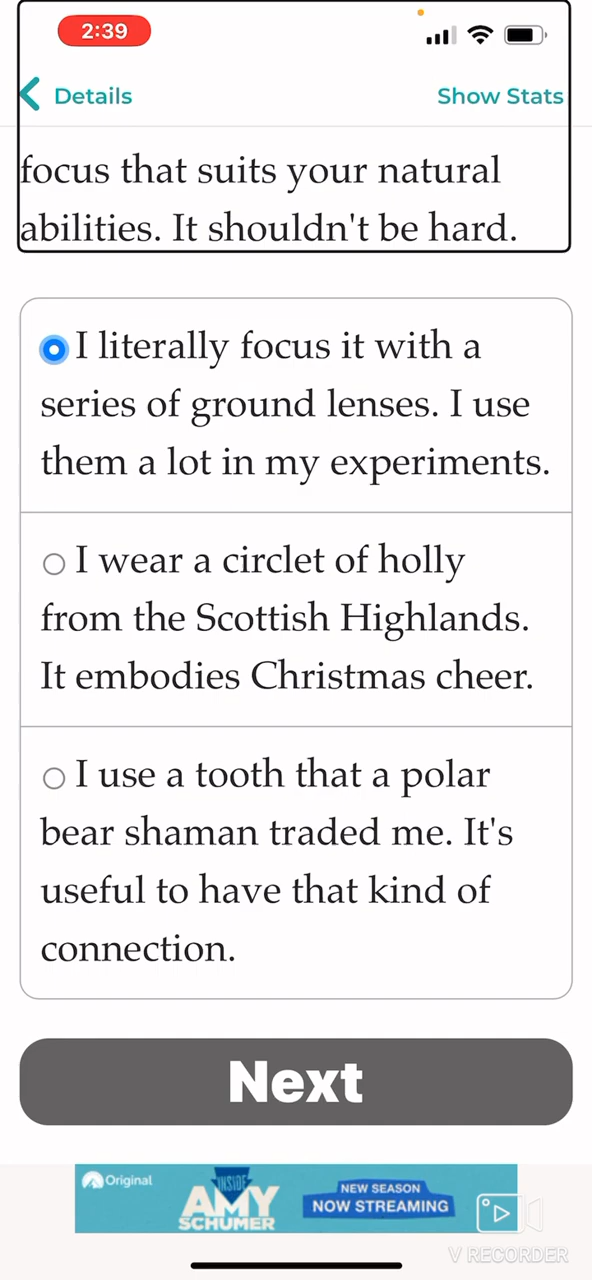 2:39
Details
Show Stats
focus that suits your natural
abilities. It shouldn't be hard.
I literally focus it with a
series of ground lenses. I use
them a lot in my experiments.
I wear a circlet of holly
from the Scottish Highlands.
It embodies Christmas cheer.
I use a tooth that a polar
bear shaman traded me. It's
useful to have that kind of
connection.
Next
Original
INSIDE
AMY
SCHUMER
NEW SEASON
NOW STREAMING
V RECORDER